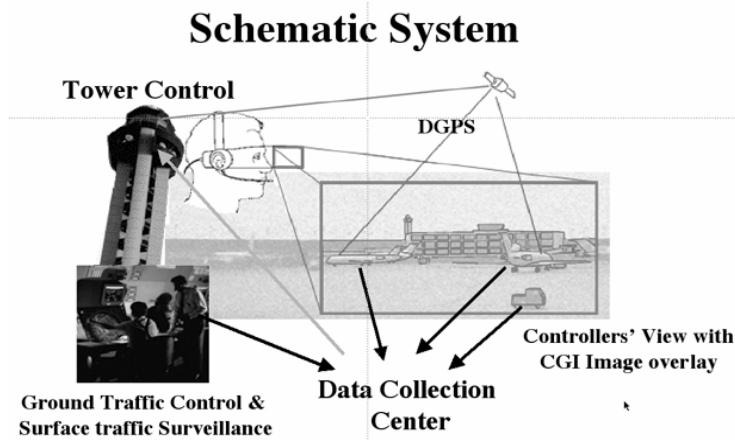 Schematic System
Tower Control
DGPS
Controllers' View with
CGI Image overlay
Data Collection
Center
Ground Traffic Control &
Surface traffic Surveillance